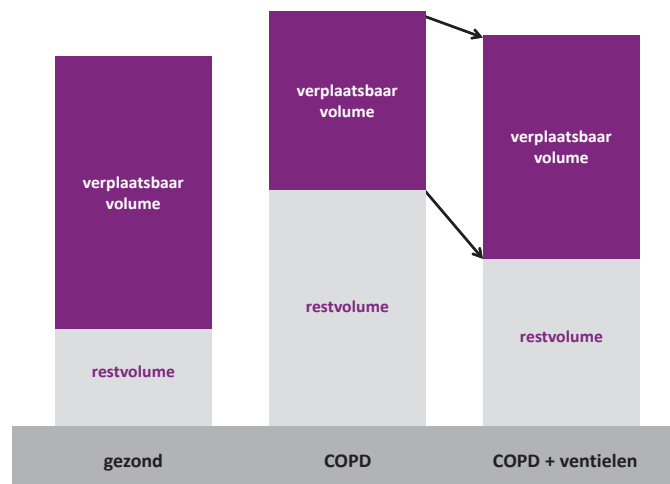 verplaatsbaar
volume
restvolume
gezond
verplaatsbaar
volume
restvolume
COPD
verplaatsbaar
volume
restvolume
COPD + ventielen